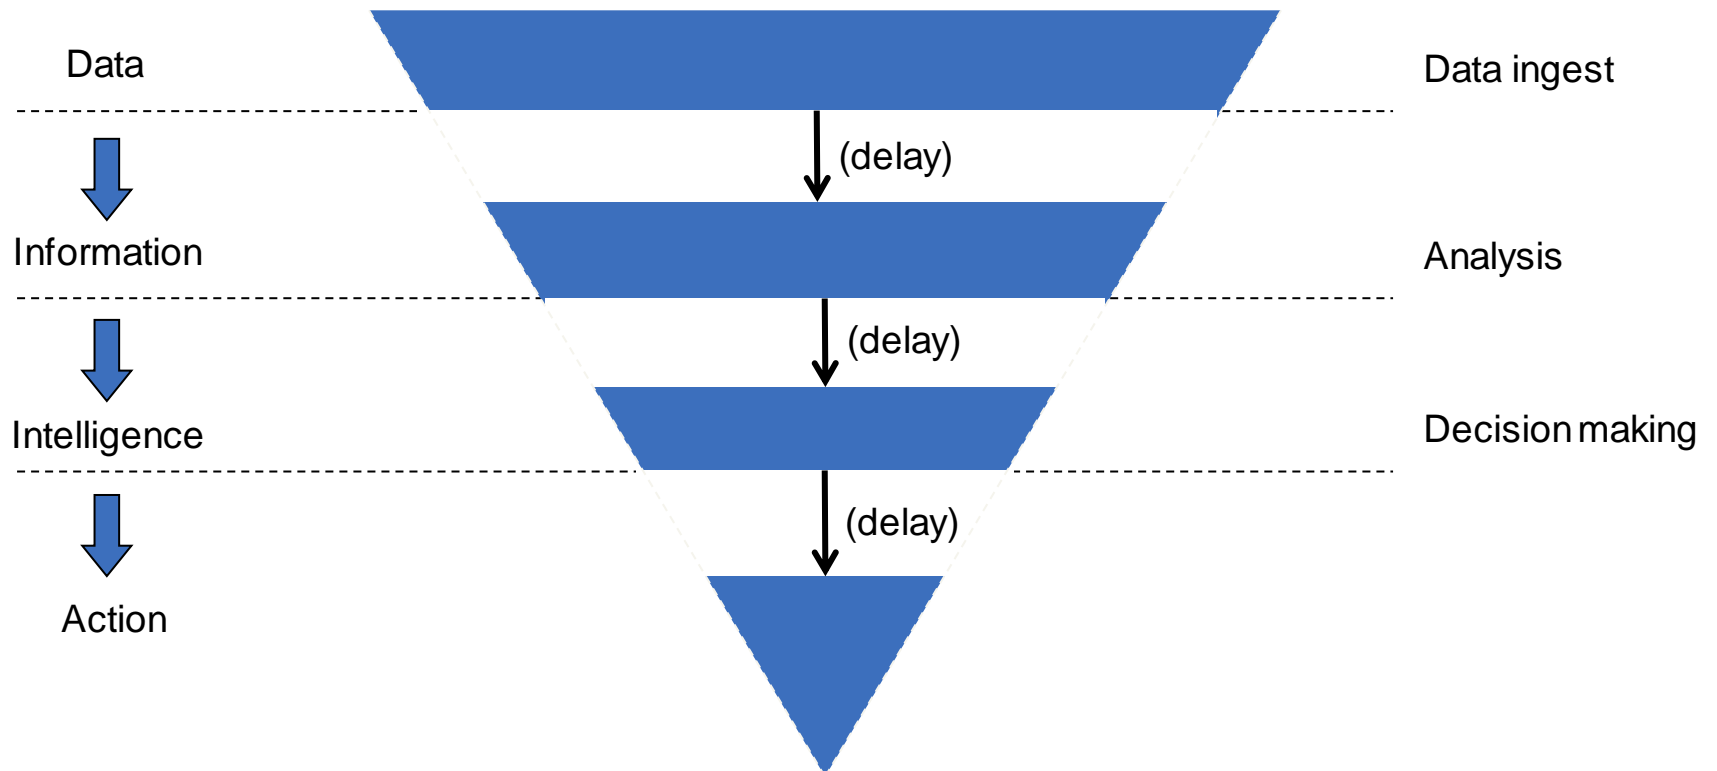 Data
Data ingest
(delay)
Information
Analysis
(delay)
Intelligence
Decision making
(delay)
Action